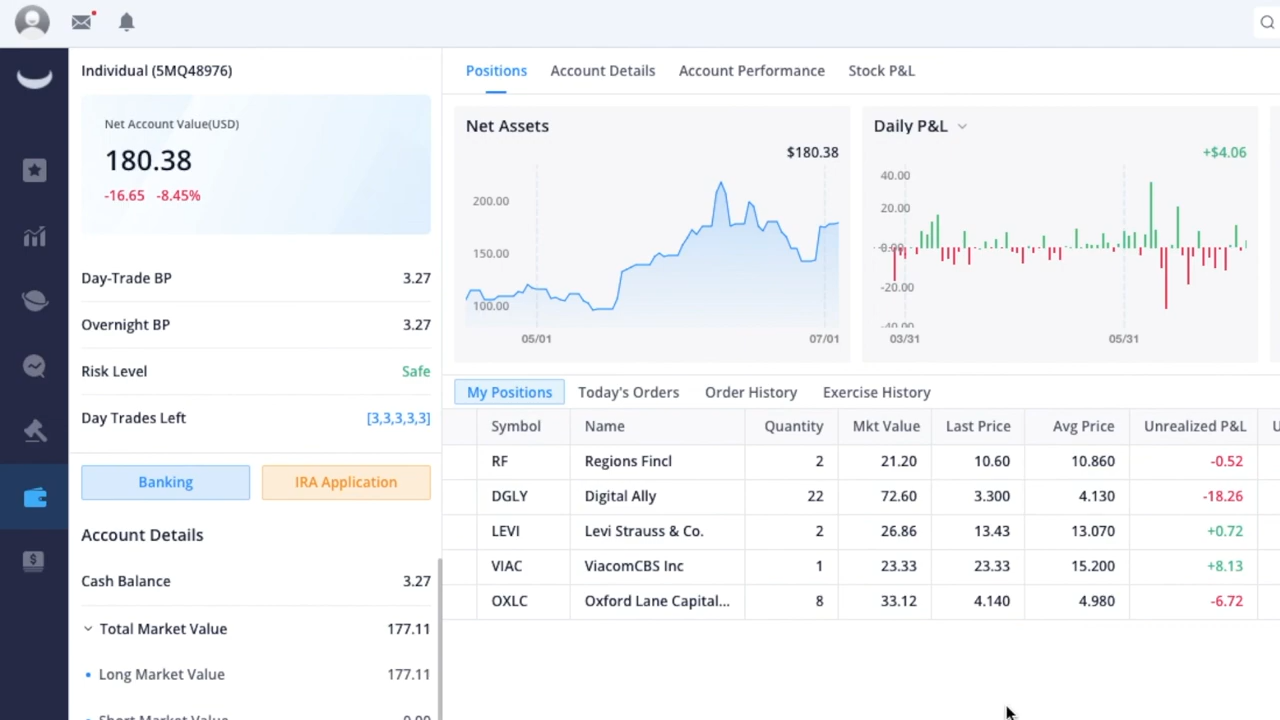 Individual (5MQ48976)
Net Account Value(USD)
180.38
-16.65 -8.45%
Day-Trade BP 3.27
Overnight BP 3.27
Risk Level Safe
Day Trades Left [3,3,3,3,3]
Banking IRA Application
Account Details
Cash Balance 3.27
Total Market Value 177.11
Long Market Value 177.11
Short Market Value 0.00
Positions Account Details Account Performance Stock P&L
Net Assets
$180.38
200.00
150.00
100.00
05/01 07/01
Daily P&L
+$4.06
40.00
20.00
0.00
-20.00
-40.00
03/31 05/31
My Positions Today's Orders Order History Exercise History
Symbol Name Quantity Mkt Value Last Price Avg Price Unrealized P&L
RF Regions Fincl 2 21.20 10.60 10.860 -0.52
DGLY Digital Ally 22 72.60 3.300 4.130 -18.26
LEVI Levi Strauss & Co. 2 26.86 13.43 13.070 +0.72
VIAC ViacomCBS Inc 1 23.33 23.33 15.200 +8.13
OXLC Oxford Lane Capital... 8 33.12 4.140 4.980 -6.72